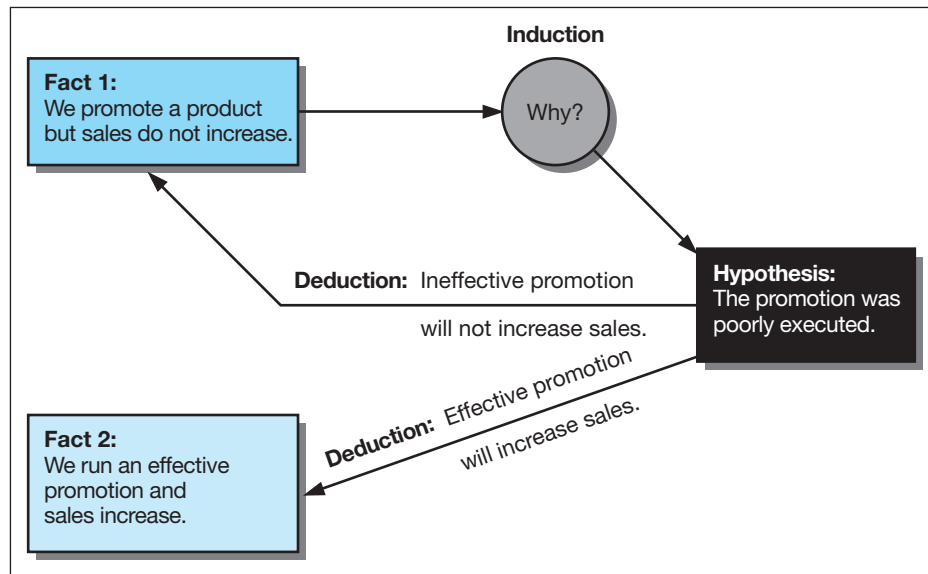 Induction
Fact 1:
We promote a product
but sales do not increase.
Why?
Hypothesis:
The promotion was
poorly executed.
Deduction: Ineffective promotion
will not increase sales.
Deduction: Effective promotion
will increase sales.
Fact 2:
We run an effective
promotion and
sales increase.